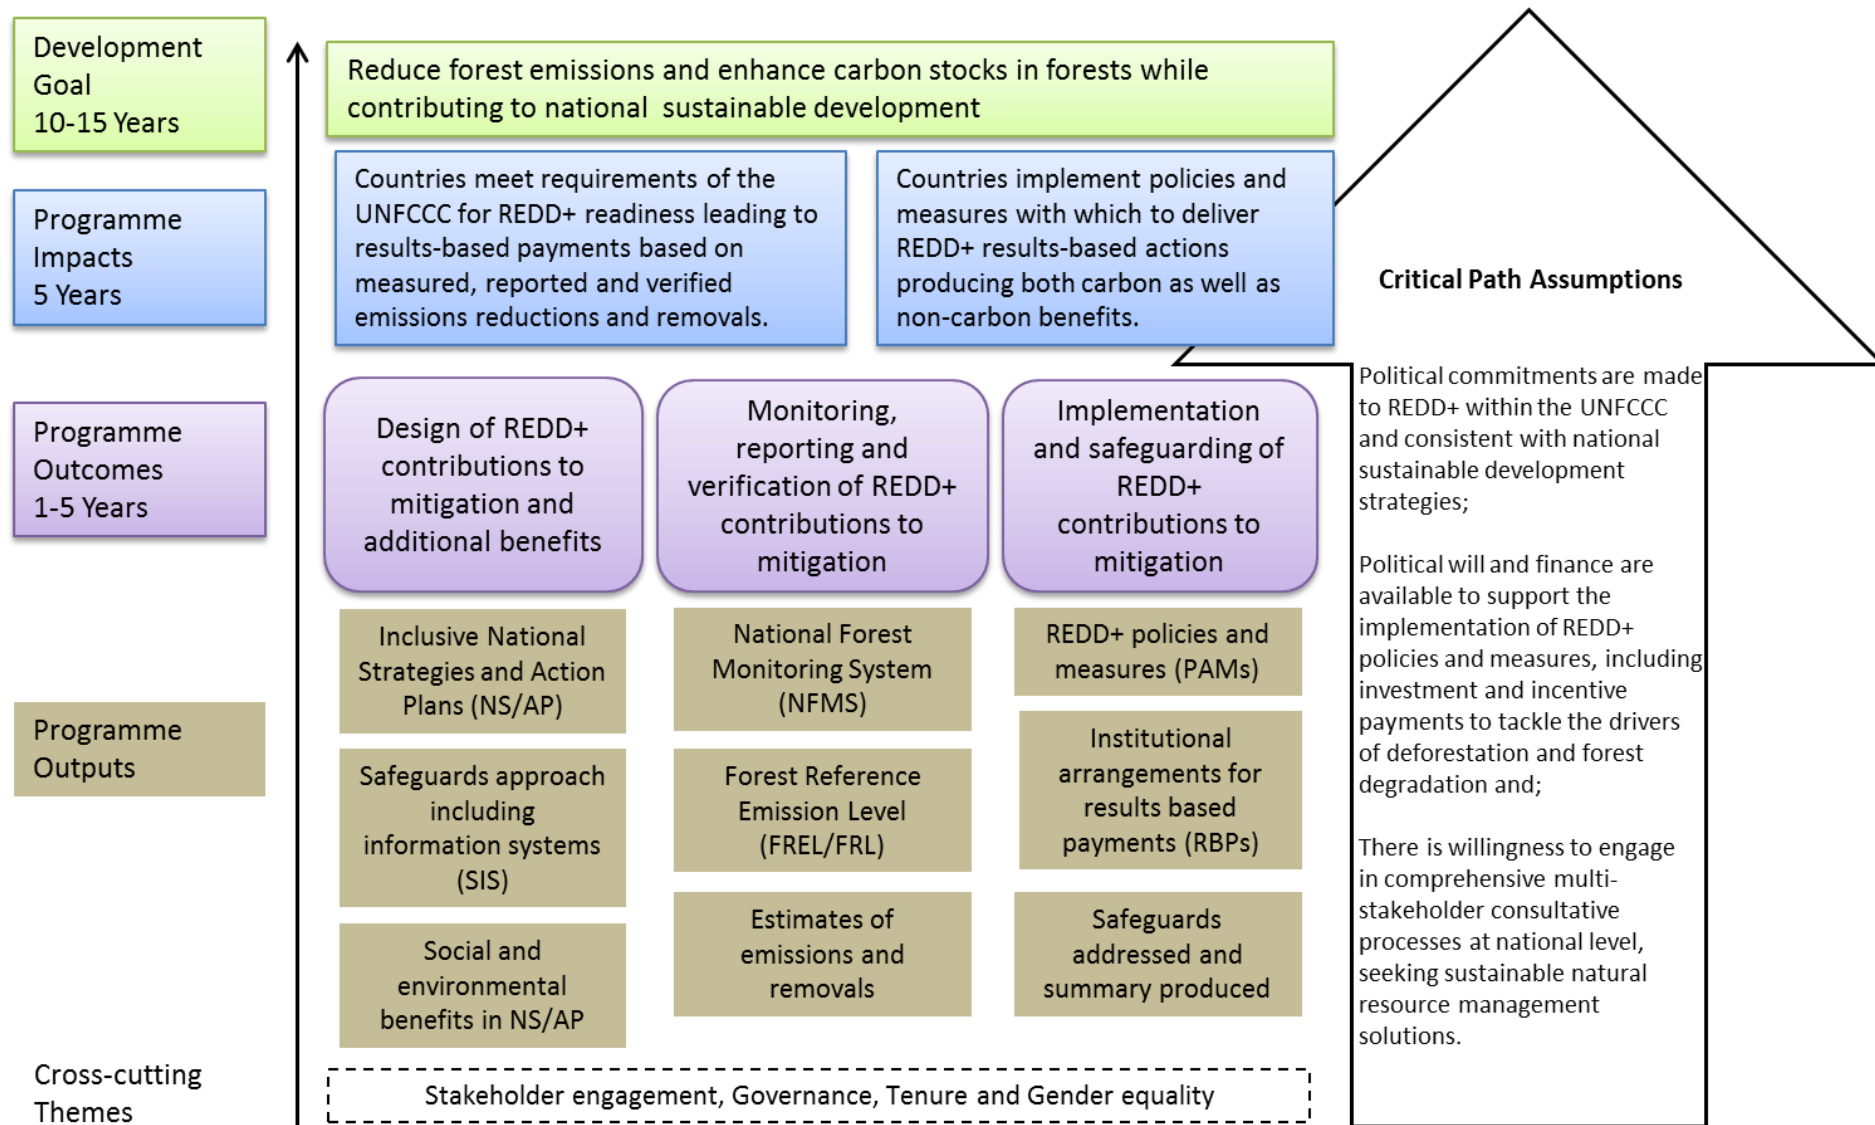 Development
Goal
10-15 Years
Reduce forest emissions and enhance carbon stocks in forests while
contributing to national sustainable development
Programme
Impacts
5 Years
Countries meet requirements of the
UNFCCC for REDD+ readiness leading to
results-based payments based on
measured, reported and verified
emissions reductions and removals.
Countries implement policies and
measures with which to deliver
REDD+ results-based actions
producing both carbon as well as
non-carbon benefits.
Programme
Outcomes
1-5 Years
Design of REDD+
contributions to
mitigation and
additional benefits
Monitoring,
reporting and
verification of REDD+
contributions to
mitigation
Implementation
and safeguarding of
REDD+
contributions to
mitigation
Programme
Outputs
Inclusive National
Strategies and Action
Plans (NS/AP)
Safeguards approach
including
information systems
(SIS)
Social and
environmental
benefits in NS/AP
National Forest
Monitoring System
(NFMS)
Forest Reference
Emission Level
(FREL/FRL)
Estimates of
emissions and
removals
REDD+ policies and
measures (PAMs)
Institutional
arrangements for
results based
payments (RBPs)
Safeguards
addressed and
summary produced
Cross-cutting
Themes
Stakeholder engagement, Governance, Tenure and Gender equality
Critical Path Assumptions
Political commitments are made
to REDD+ within the UNFCCC
and consistent with national
sustainable development
strategies;
Political will and finance are
available to support the
implementation of REDD+
policies and measures, including
investment and incentive
payments to tackle the drivers
of deforestation and forest
degradation and;
There is willingness to engage
in comprehensive multi-
stakeholder consultative
processes at national level,
seeking sustainable natural
resource management
solutions.